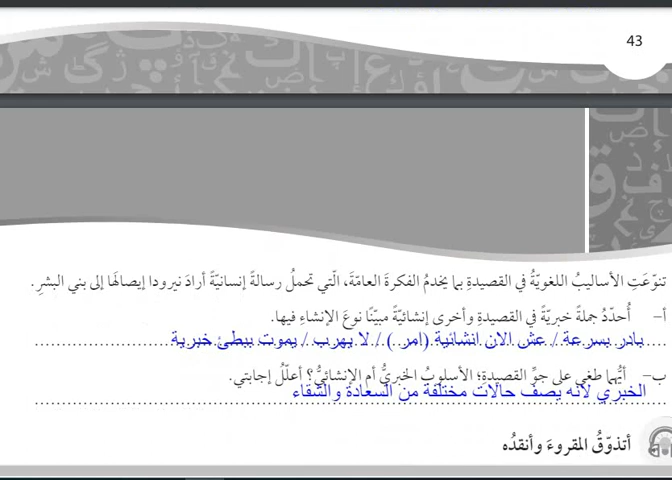 43
تنوّعَتِ الأساليبُ اللغويّةُ في القصيدةِ بما يخدمُ الفكرةَ العامّةَ، الّتي تحملُ رسالةً إنسانيّةً أرادَ نيرودا إيصالَها إلى بني البشرِ.
أ- أُحدّدُ جملةً خبريّةً في القصيدةِ وأخرى إنشائيّةً مبيّنًا نوعَ الإنشاءِ فيها.
بادر بسرعة / عش الان انشائية (امر) / لا يهرب / يموت ببطئ خبرية
ب- أيُّهما طغى على جوِّ القصيدةِ؛ الأسلوبُ الخبريُّ أم الإنشائيُّ؟ أعلّلُ إجابتي.
الخبري لانه يصف حالات مختلفة من السعادة والشقاء
أتذوّقُ المقروءَ وأنقدُه